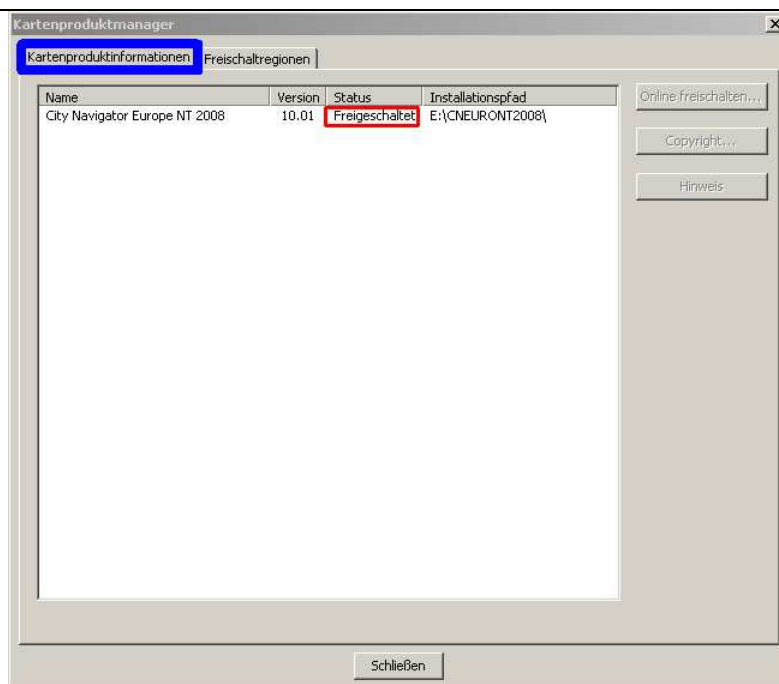 Kartenproduktmanager
Kartenproduktinformationen Freischaltregionen
Name Version Status Installationspfad
City Navigator Europe NT 2008 10.01 Freigeschaltet E:\CNEURONT2008\
Online freischalten...
Copyright...
Hinweis
Schließen